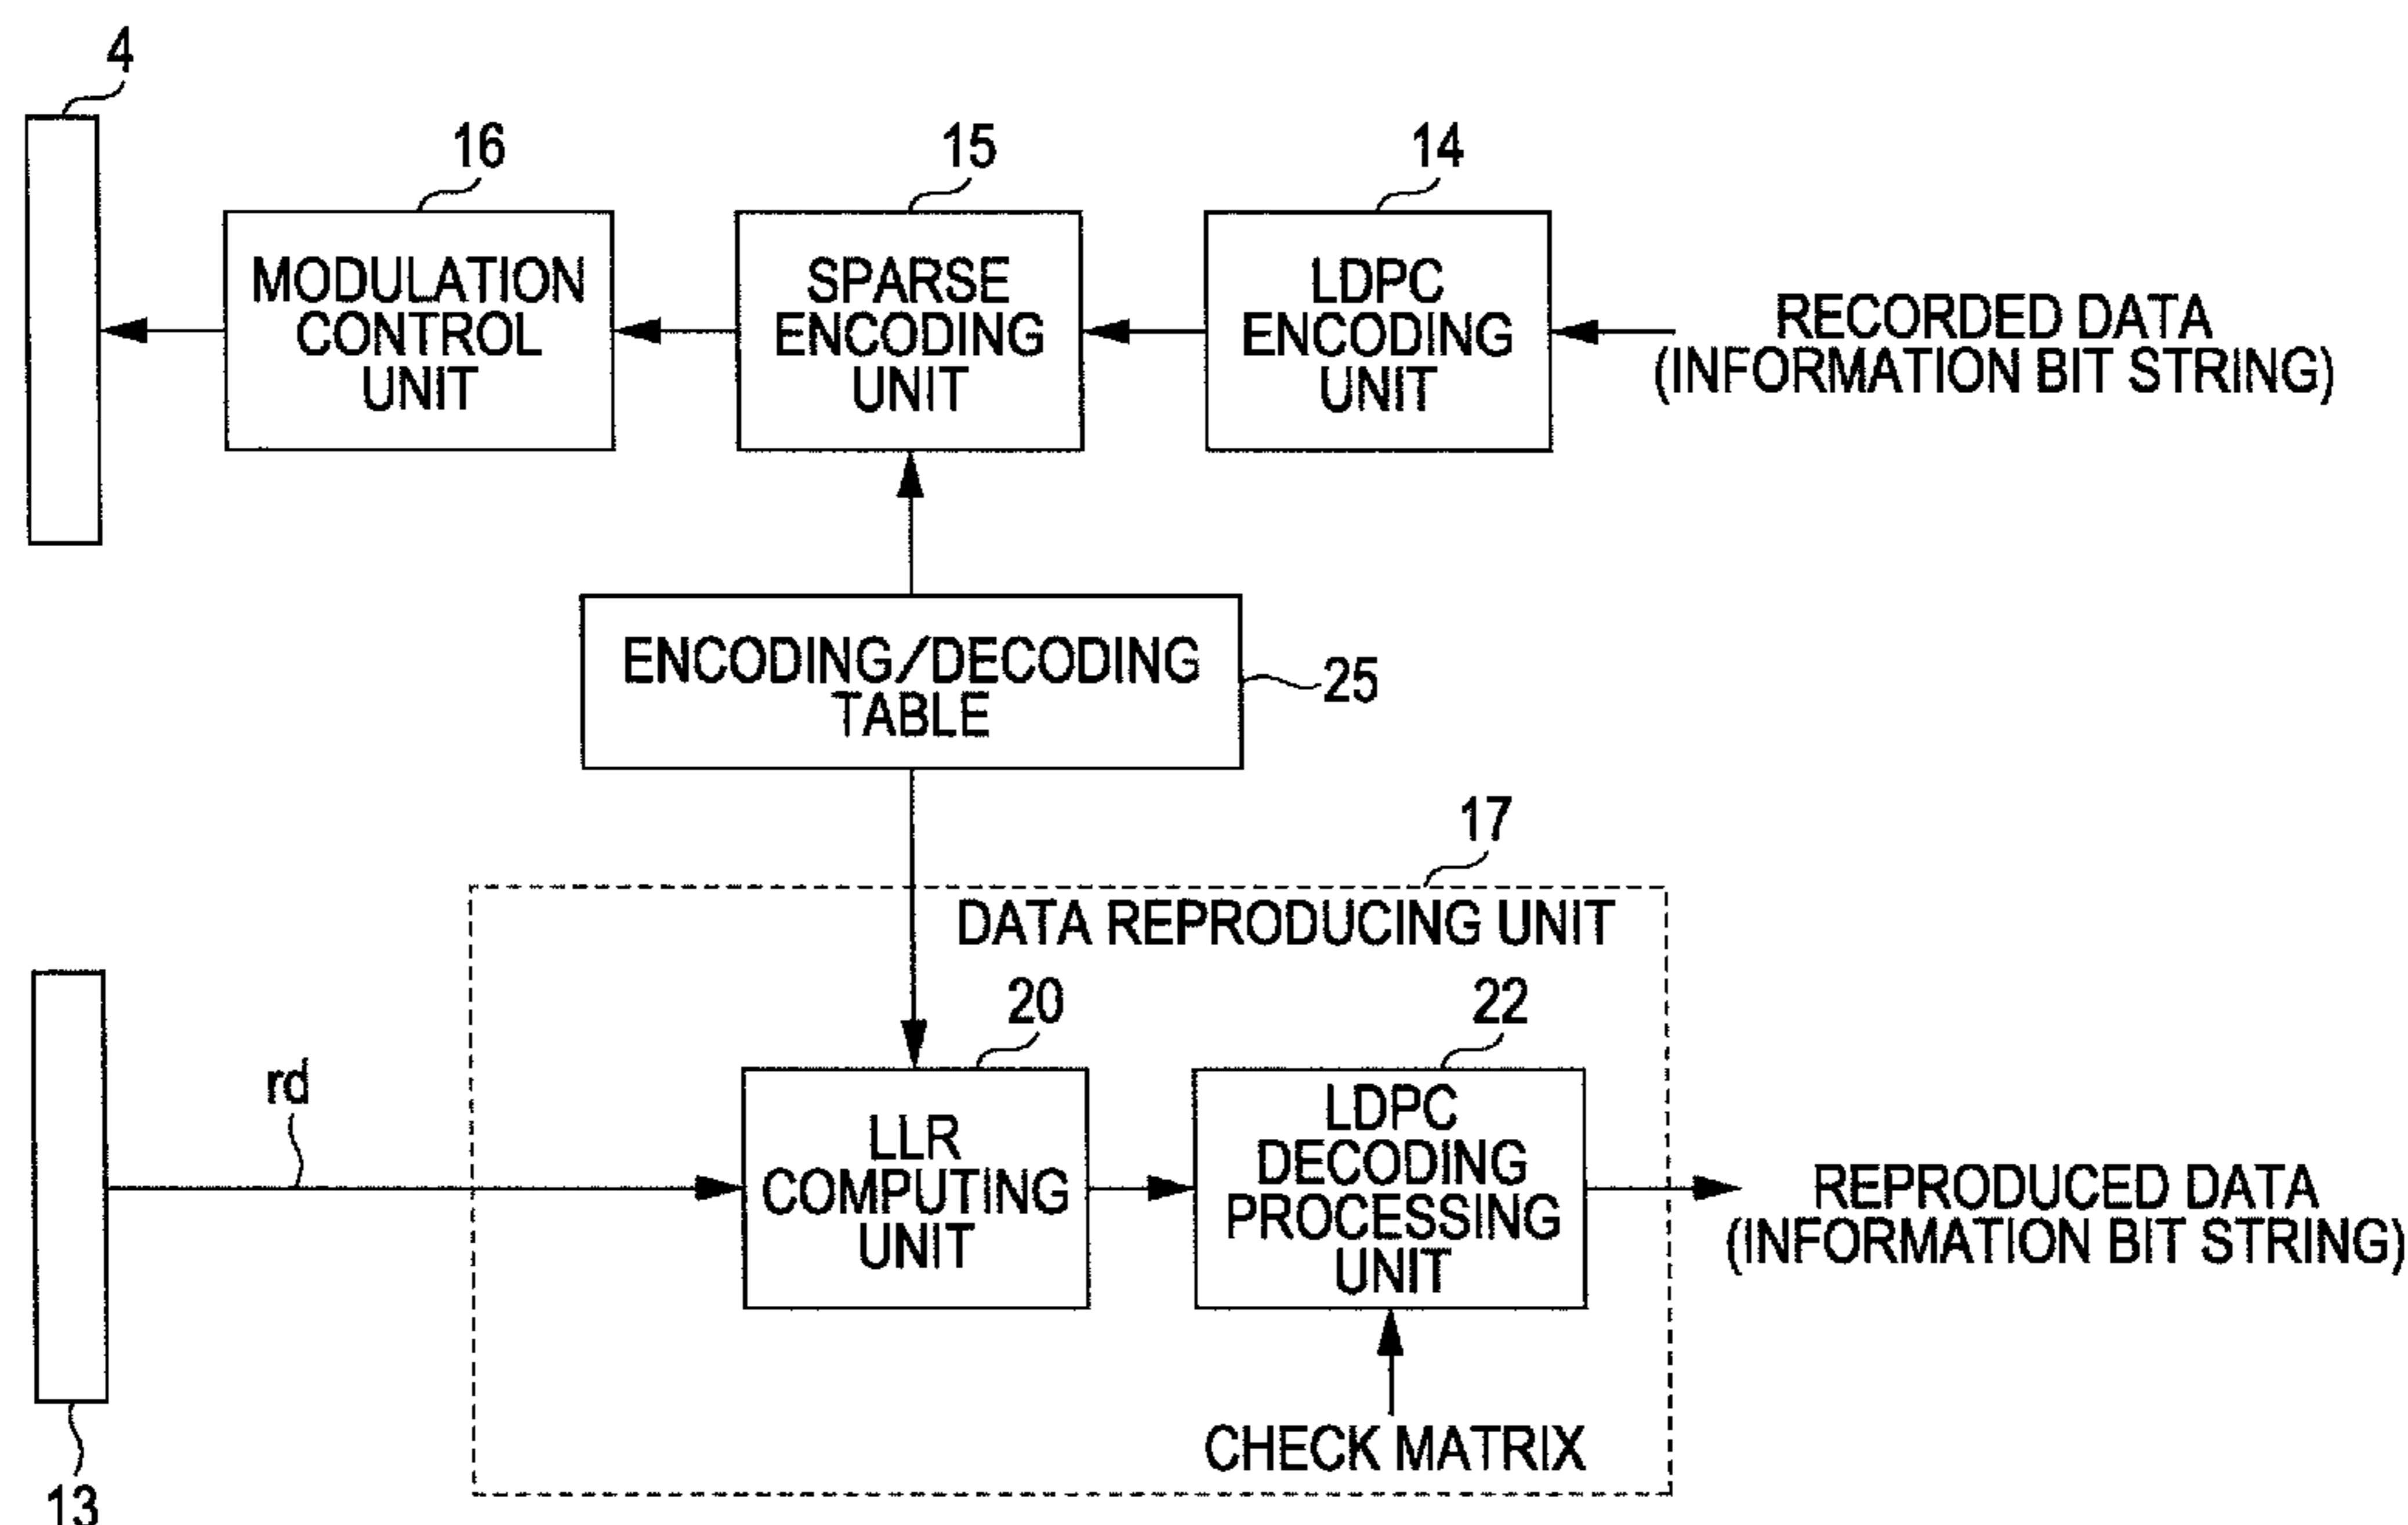 4
16
15
14
MODULATION
CONTROL
UNIT
SPARSE
ENCODING
UNIT
LDPC
ENCODING
UNIT
RECORDED DATA
(INFORMATION BIT STRING)
ENCODING/DECODING
TABLE
25
17
DATA REPRODUCING UNIT
20
22
rd
LLR
COMPUTING
UNIT
LDPC
DECODING
PROCESSING
UNIT
REPRODUCED DATA
(INFORMATION BIT STRING)
CHECK MATRIX
13